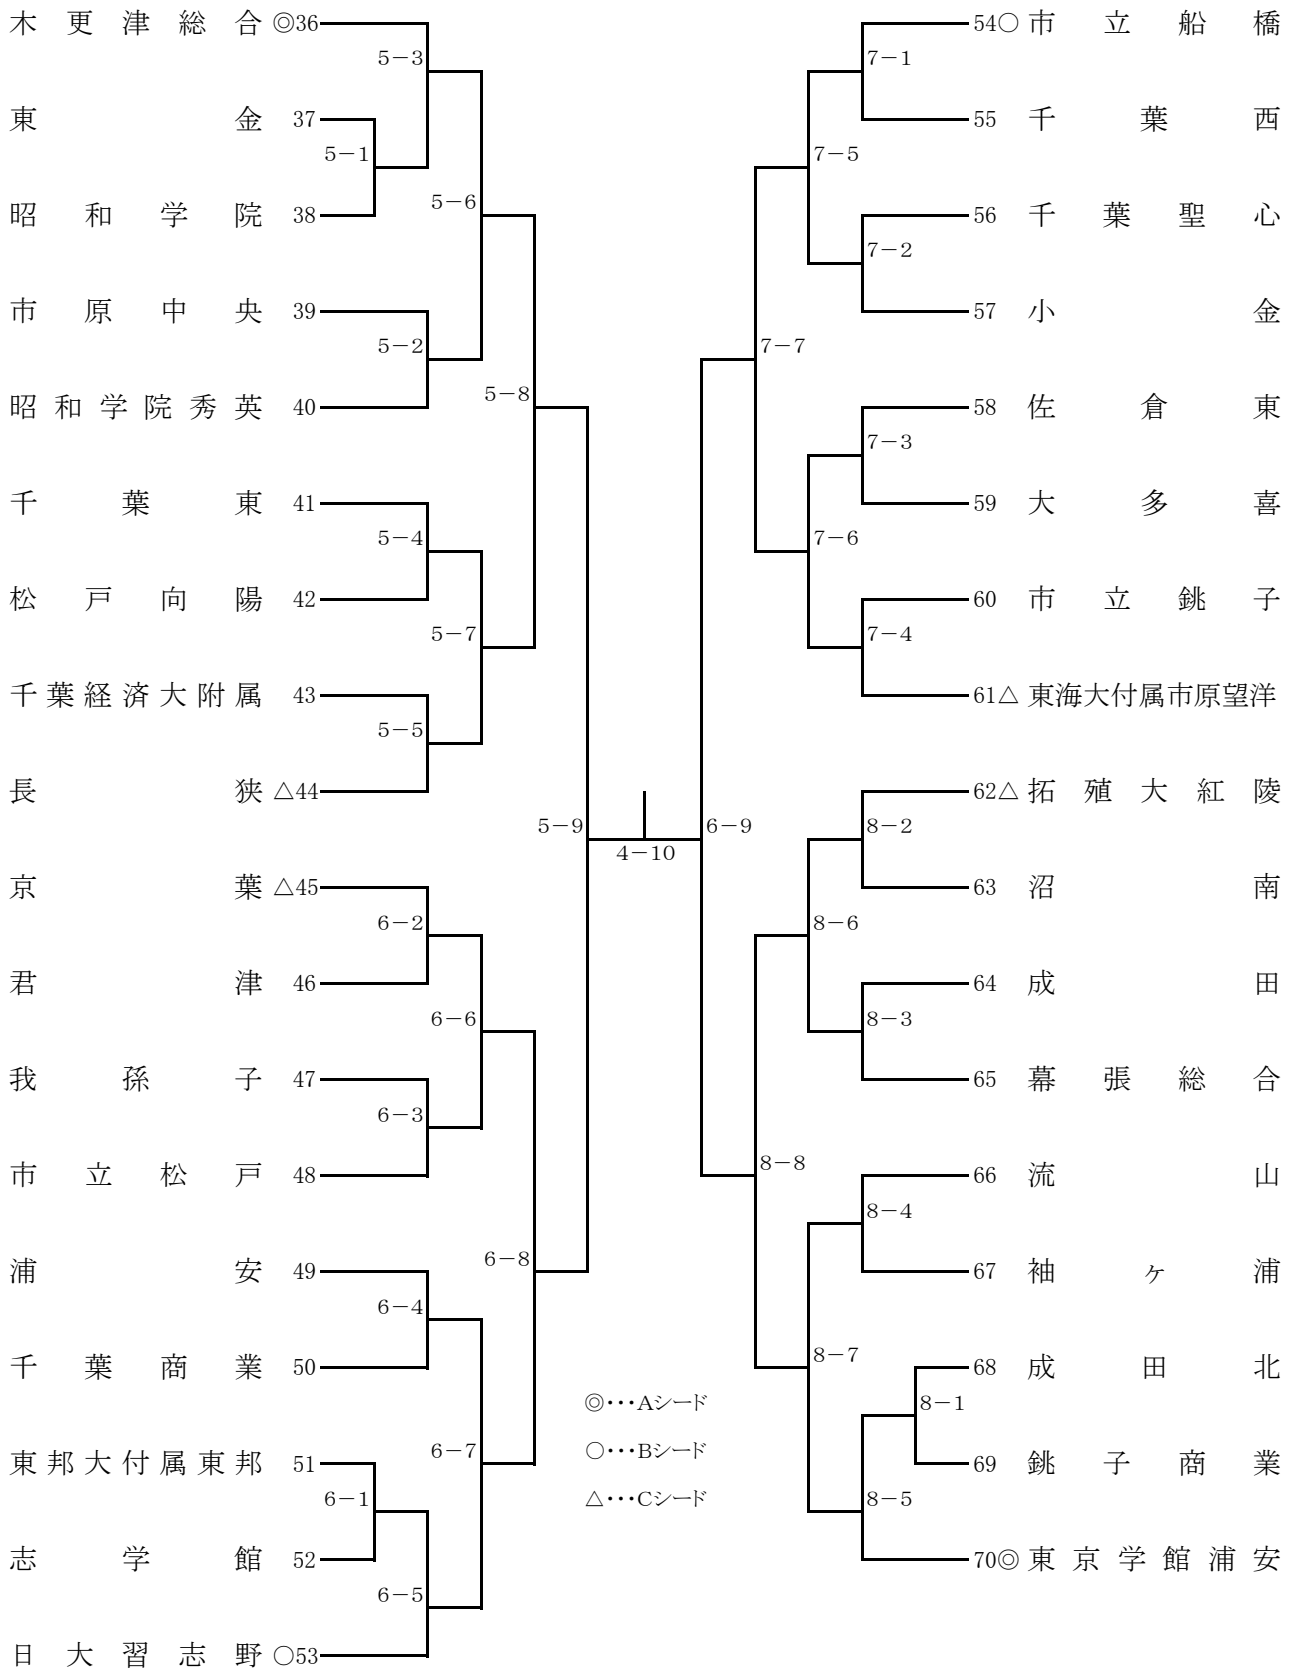 木更津総合 ◎36
5−3
東金 37
5−1
昭和学院 38
5−6
市原中央 39
5−2
昭和学院秀英 40
5−8
千葉東 41
5−4
松戸向陽 42
5−7
千葉経済大附属 43
5−5
長狭 △44
5−9
京葉 △45
6−2
君津 46
6−6
我孫子 47
6−3
市立松戸 48
6−8
浦安 49
6−4
千葉商業 50
6−7
東邦大付属東邦 51
6−1
志学館 52
6−5
日大習志野 ○53
4−10
6−9
54○ 市立船橋
7−1
55 千葉西
7−5
56 千葉聖心
7−2
57 小金
7−7
58 佐倉東
7−3
59 大多喜
7−6
60 市立銚子
7−4
61△ 東海大付属市原望洋
62△ 拓殖大紅陵
8−2
63 沼南
8−6
64 成田
8−3
65 幕張総合
8−8
66 流山
8−4
67 袖ヶ浦
8−7
68 成田北
8−1
69 銚子商業
8−5
70◎ 東京学館浦安
◎・・・Aシード
○・・・Bシード
△・・・Cシード